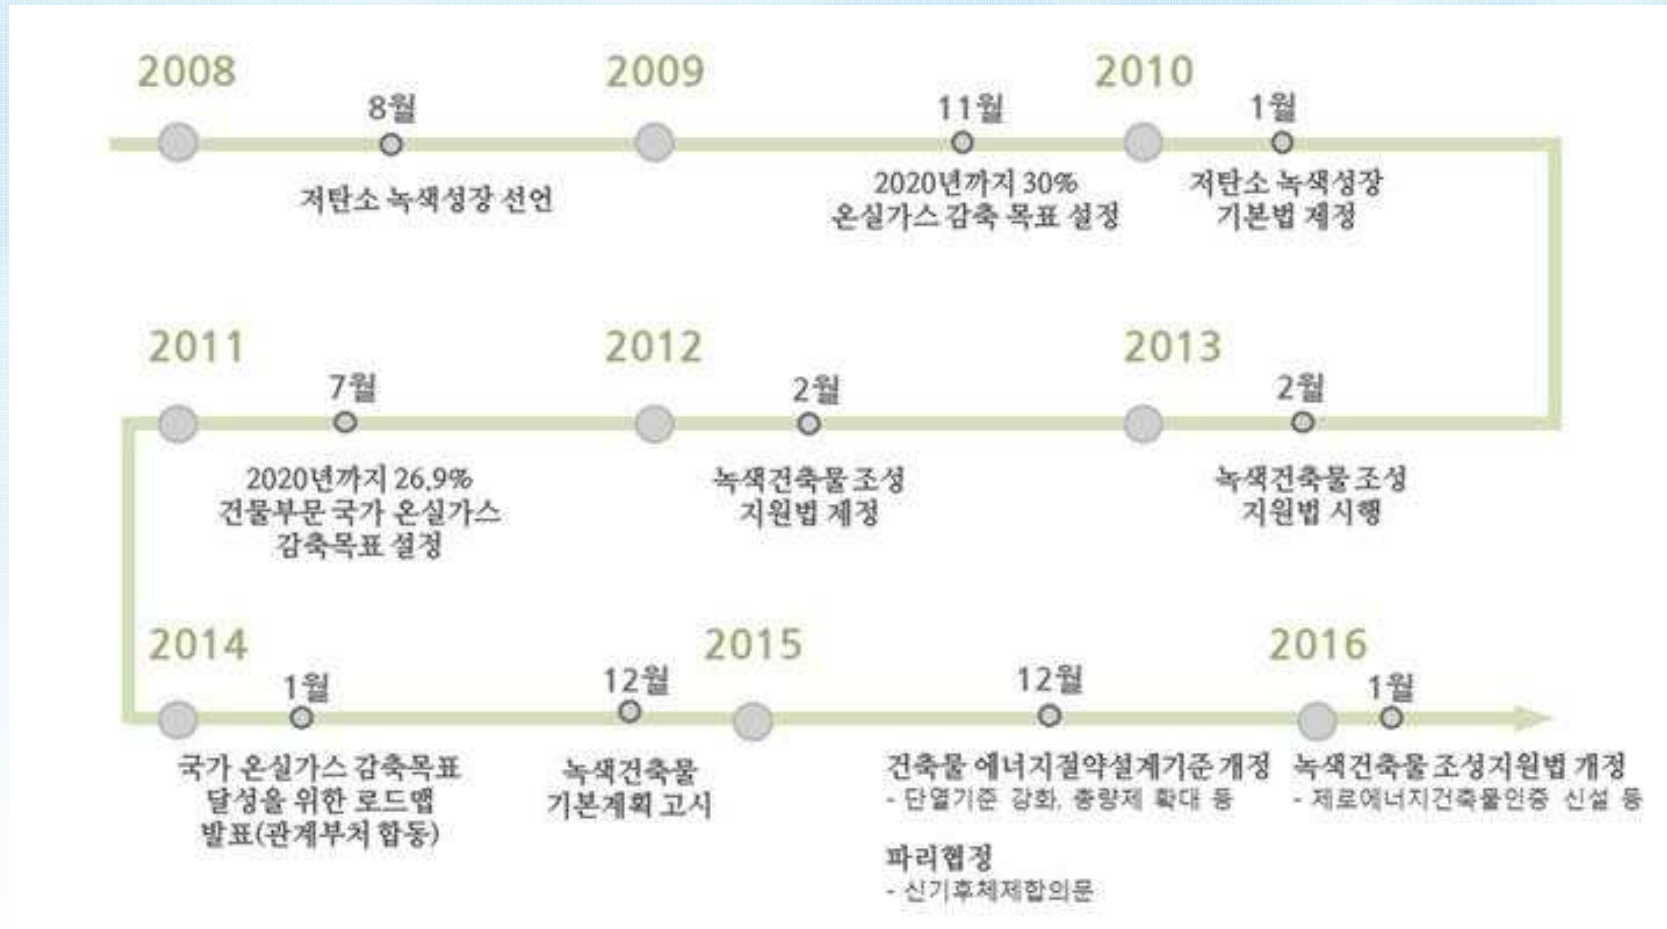 2008
8월
저탄소 녹색성장 선언
2009
11월
2020년까지 30%
온실가스 감축 목표 설정
2010
1월
저탄소 녹색성장
기본법 제정
2011
7월
2020년까지 26.9%
건물부문 국가 온실가스
감축목표 설정
2012
2월
녹색건축물 조성
지원법 제정
2013
2월
녹색건축물 조성
지원법 시행
2014
1월
국가 온실가스 감축목표
달성을 위한 로드맵
발표(관계부처 합동)
12월
녹색건축물
기본계획 고시
2015
12월
건축물 에너지절약설계기준 개정
- 단열기준 강화, 총량제 확대 등
파리협정
- 신기후체제합의문
2016
1월
녹색건축물 조성지원법 개정
- 제로에너지건축물인증 신설 등